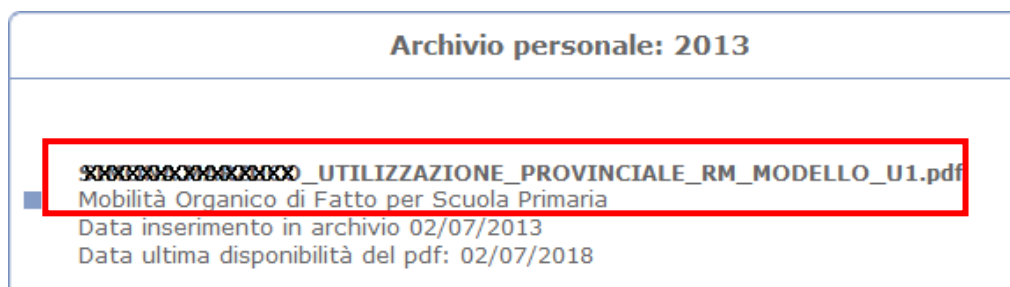 Archivio personale: 2013
_UTILIZZAZIONE_PROVINCIALE_RM_MODELLO_U1.pdf
Mobilità Organico di Fatto per Scuola Primaria
Data inserimento in archivio 02/07/2013
Data ultima disponibilità del pdf: 02/07/2018